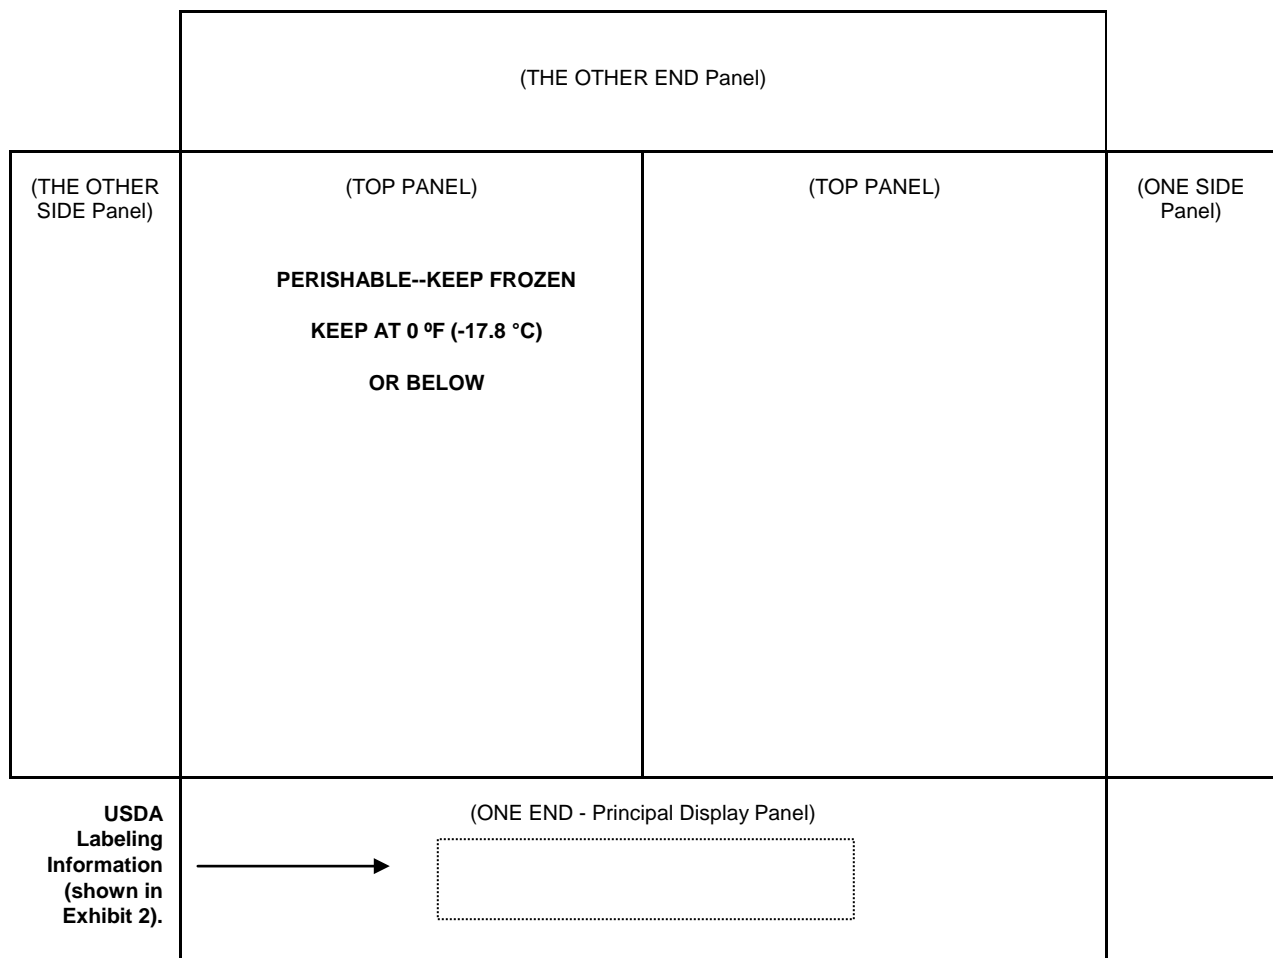 (THE OTHER END Panel)
(THE OTHER
SIDE Panel)
(TOP PANEL)
PERISHABLE--KEEP FROZEN
KEEP AT 0 ºF (-17.8 °C)
OR BELOW
(TOP PANEL)
(ONE SIDE
Panel)
USDA
Labeling
Information
(shown in
Exhibit 2).
(ONE END - Principal Display Panel)